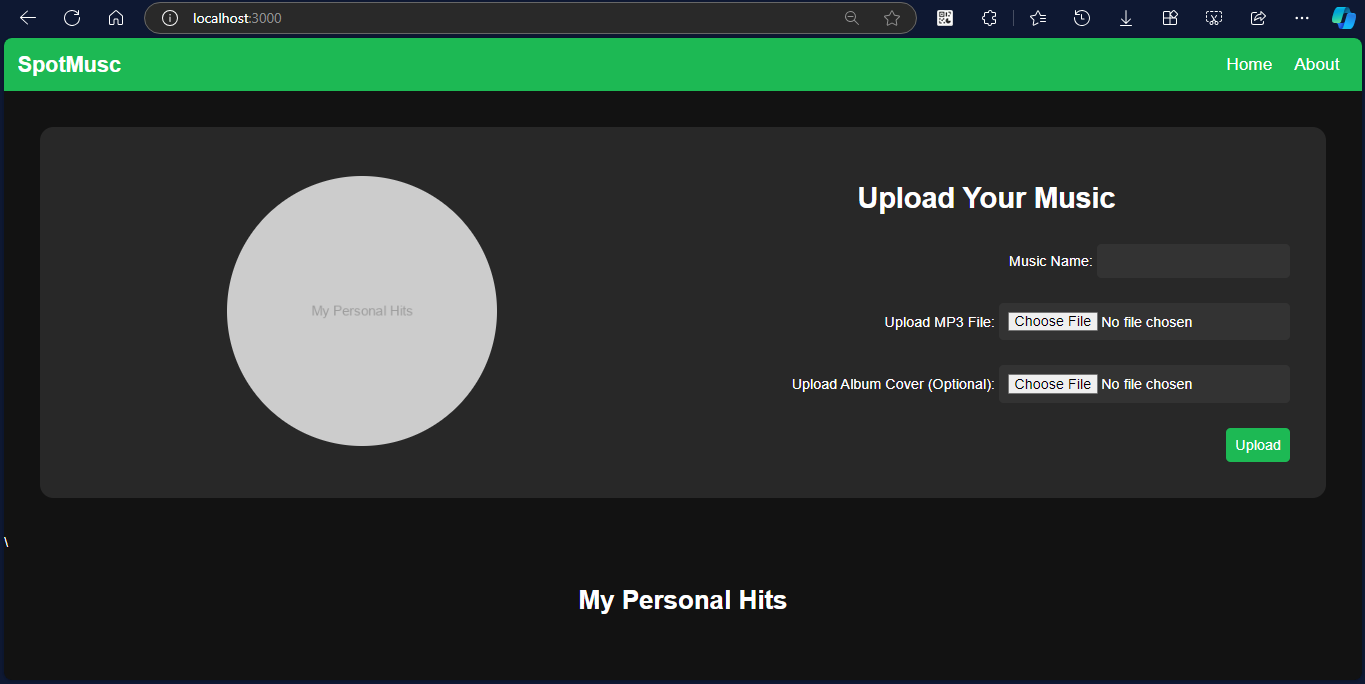 localhost:3000
SpotMusc
Home About
My Personal Hits
Upload Your Music
Music Name:
Upload MP3 File: Choose File No file chosen
Upload Album Cover (Optional): Choose File No file chosen
Upload
\
My Personal Hits